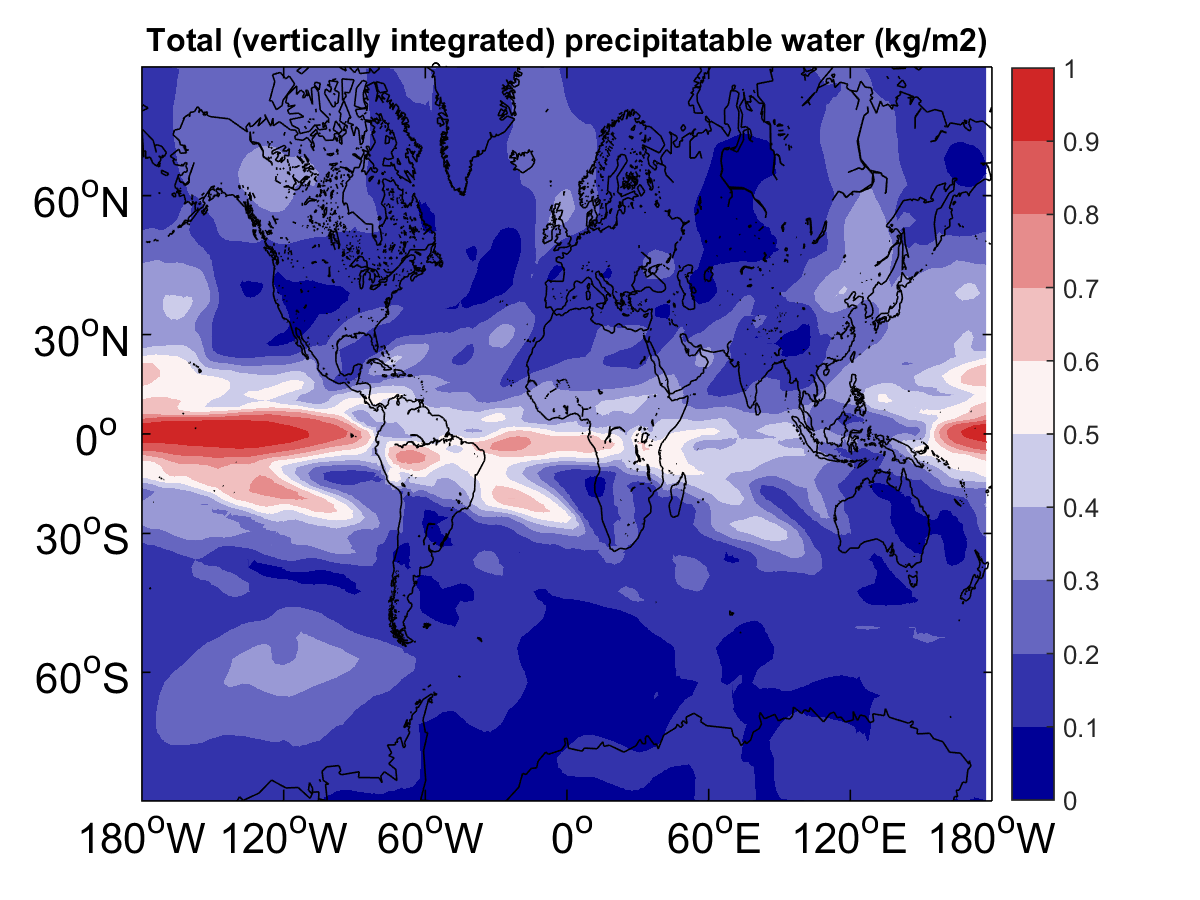 Total (vertically integrated) precipitatable water (kg/m2)
1
0.9
0.8
0.7
0.6
0.5
0.4
0.3
0.2
0.1
0
60°N
30°N
0°
30°S
60°S
180°W 120°W 60°W 0° 60°E 120°E 180°W